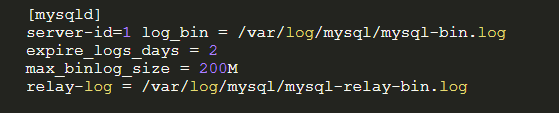 [mysqld]
server-id=1 log_bin = /var/log/mysql/mysql-bin.log
expire_logs_days = 2
max_binlog_size = 200M
relay-log = /var/log/mysql/mysql-relay-bin.log